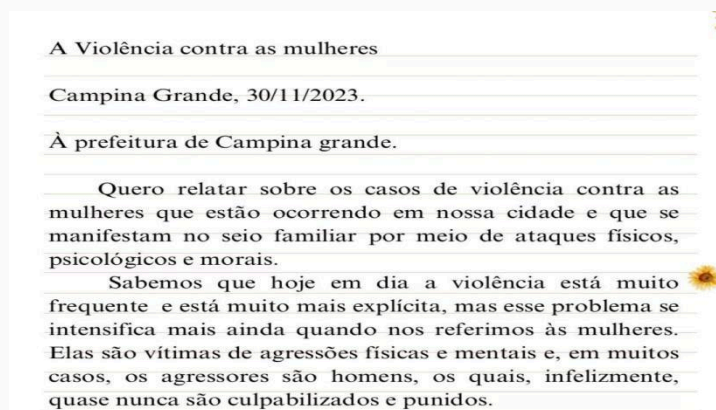 A Violência contra as mulheres
Campina Grande, 30/11/2023.
À prefeitura de Campina grande.
Quero relatar sobre os casos de violência contra as
mulheres que estão ocorrendo em nossa cidade e que se
manifestam no seio familiar por meio de ataques físicos,
psicológicos e morais.
Sabemos que hoje em dia a violência está muito
frequente e está muito mais explícita, mas esse problema se
intensifica mais ainda quando nos referimos às mulheres.
Elas são vítimas de agressões físicas e mentais e, em muitos
casos, os agressores são homens, os quais, infelizmente,
quase nunca são culpabilizados e punidos.